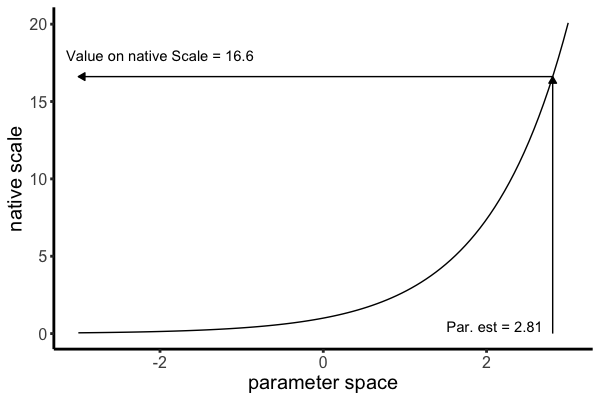 20
Value on native Scale = 16.6
15
10
5
0
native scale
Par. est = 2.81
-2 0 2
parameter space